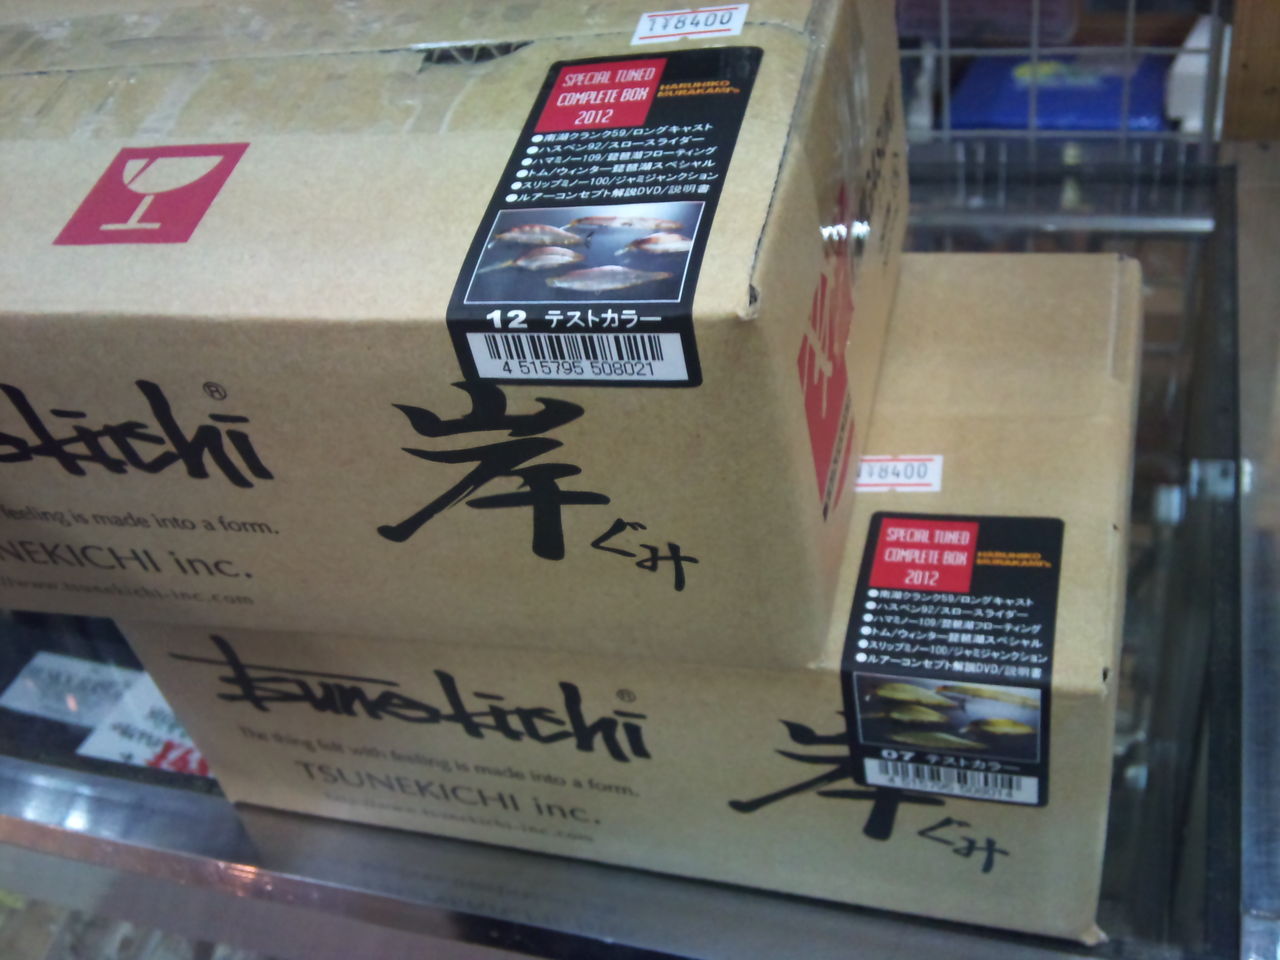 ¥18400
SPECIAL TUNED
COMPLETE BOX
2012
HARUHIKO
MURAKAMI's
●南湖クランク59/ロングキャスト
●ハスペン92/スロースライダー
●ハマミノー109/琵琶湖フローティング
●トム/ウィンター琵琶湖スペシャル
●スリップミノー100/ジャミジャンクション
●ルアーコンセプト解説DVD/説明書
12 テストカラー
4 515795 508021
kichi®
feeling is made into a form.
NEKICHI inc.
www.tsunekichi-inc.com
岸ぐみ
¥18400
SPECIAL TUNED
COMPLETE BOX
2012
HARUHIKO
MURAKAMI's
●南湖クランク59/ロングキャスト
●ハスペン92/スロースライダー
●ハマミノー109/琵琶湖フローティング
●トム/ウィンター琵琶湖スペシャル
●スリップミノー100/ジャミジャンクション
●ルアーコンセプト解説DVD/説明書
07 テストカラー
4 515795 508014
tsunekichi®
The thing felt with feeling is made into a form.
TSUNEKICHI inc.
http://www.tsunekichi-inc.com
岸ぐみ